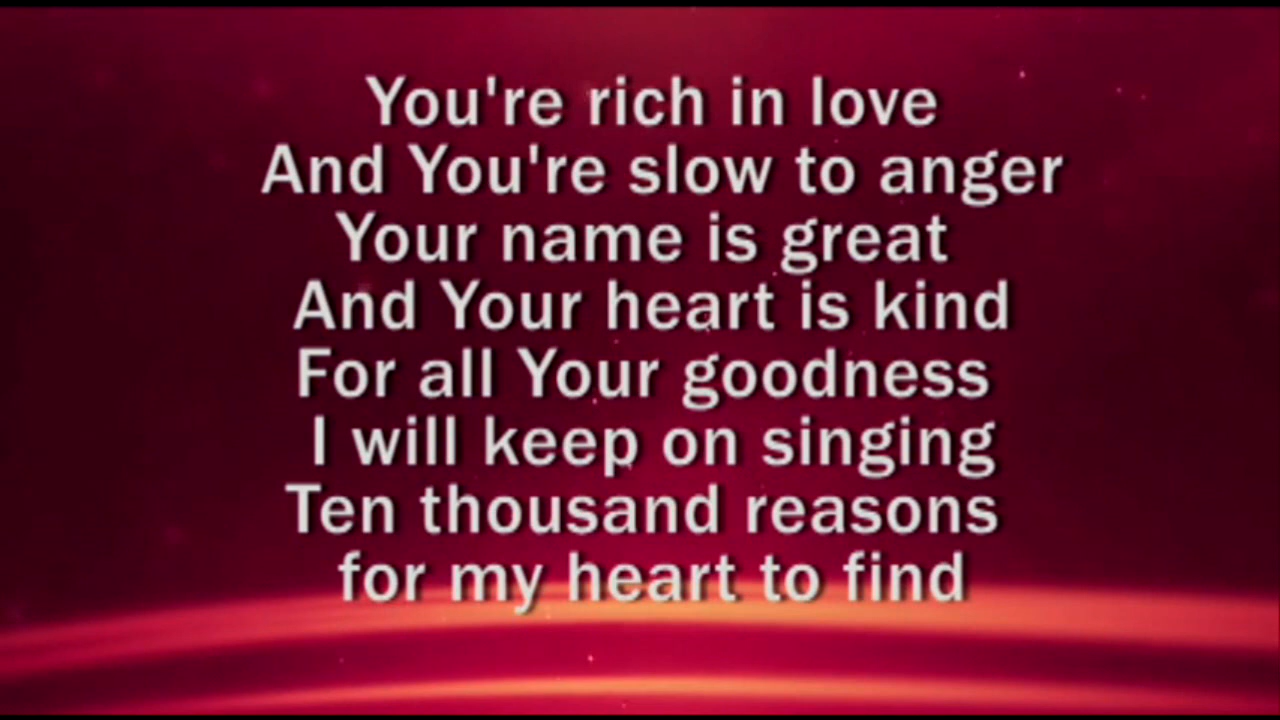 You're rich in love
And You're slow to anger
Your name is great
And Your heart is kind
For all Your goodness
I will keep on singing
Ten thousand reasons
for my heart to find